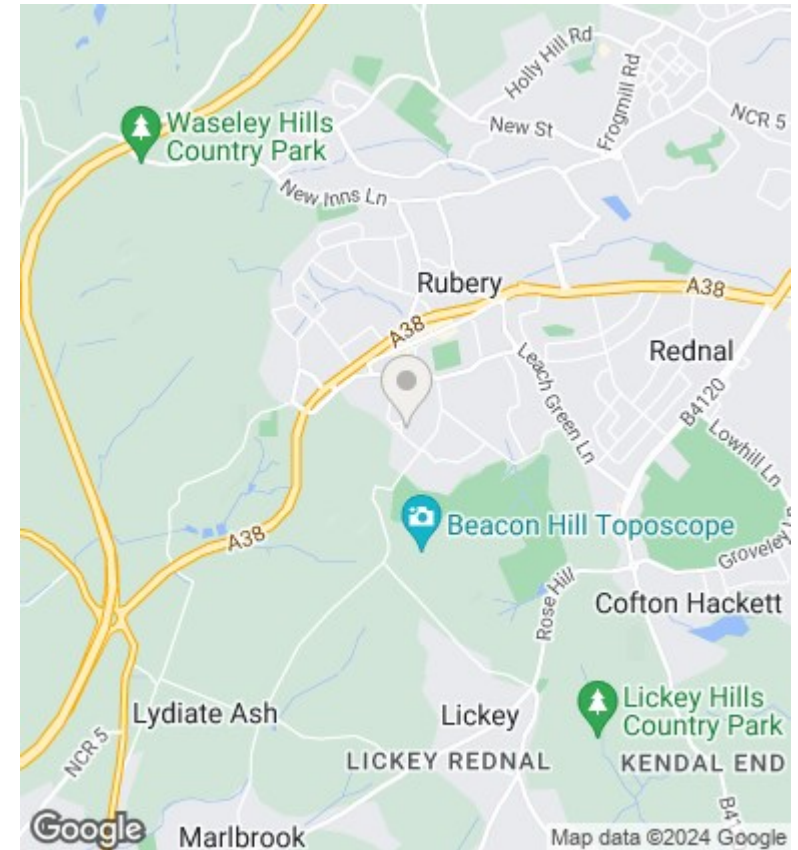 Holly Hill Rd
Frogmill Rd
NCR 5
New St
Waseley Hills
Country Park
New Inns Ln
Rubery
A38
A38
Leach Green Ln
Rednal
B4120
Lowhill Ln
Beacon Hill Toposcope
A38
Groveley
Rose Hill
Cofton Hackett
Lickey Hills
Country Park
Lydiate Ash
Lickey
NCR 5
LICKEY REDNAL
KENDAL END
Google
Marlbrook
Map data ©2024 Google